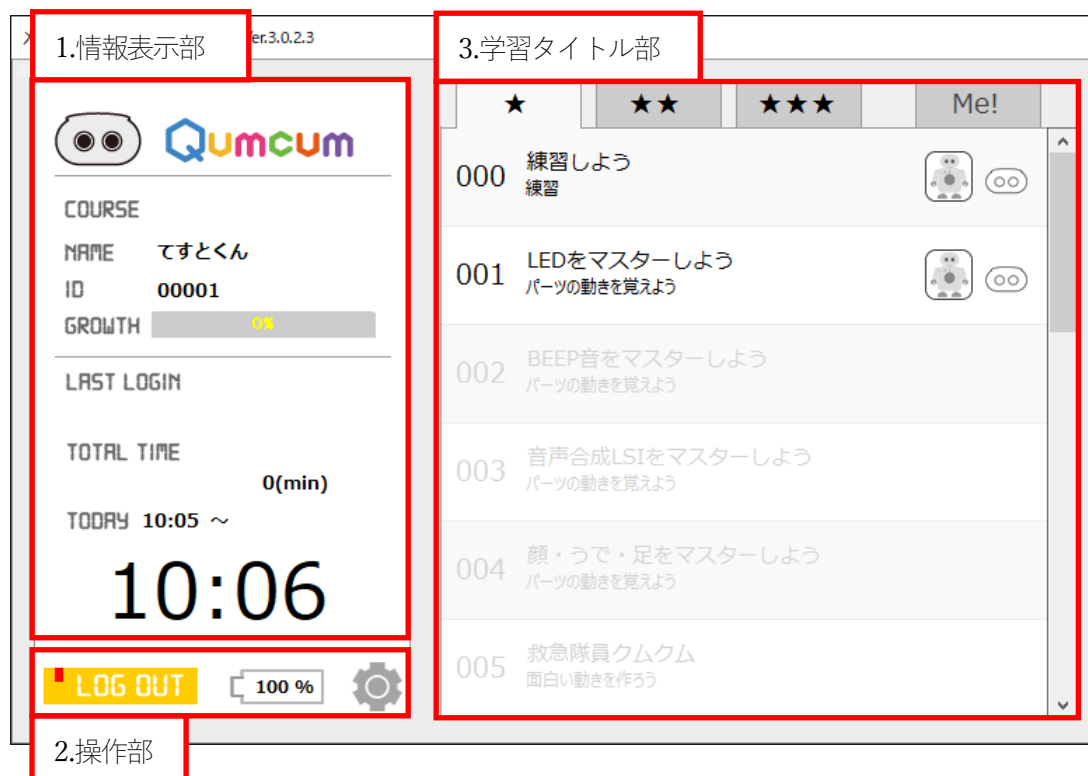 er.3.0.2.3
1.情報表示部
3.学習タイトル部
Qumcum
COURSE
NAME てすとくん
ID 00001
GROWTH 0%
LAST LOGIN
TOTAL TIME
0(min)
TODAY 10:05 ～
10:06
LOG OUT 100 %
2.操作部
★ ★★ ★★★ Me!
000 練習しよう
練習
001 LEDをマスターしよう
パーツの動きを覚えよう
002 BEEP音をマスターしよう
パーツの動きを覚えよう
003 音声合成LSIをマスターしよう
パーツの動きを覚えよう
004 顔・うで・足をマスターしよう
パーツの動きを覚えよう
005 救急隊員クムクム
面白い動きを作ろう